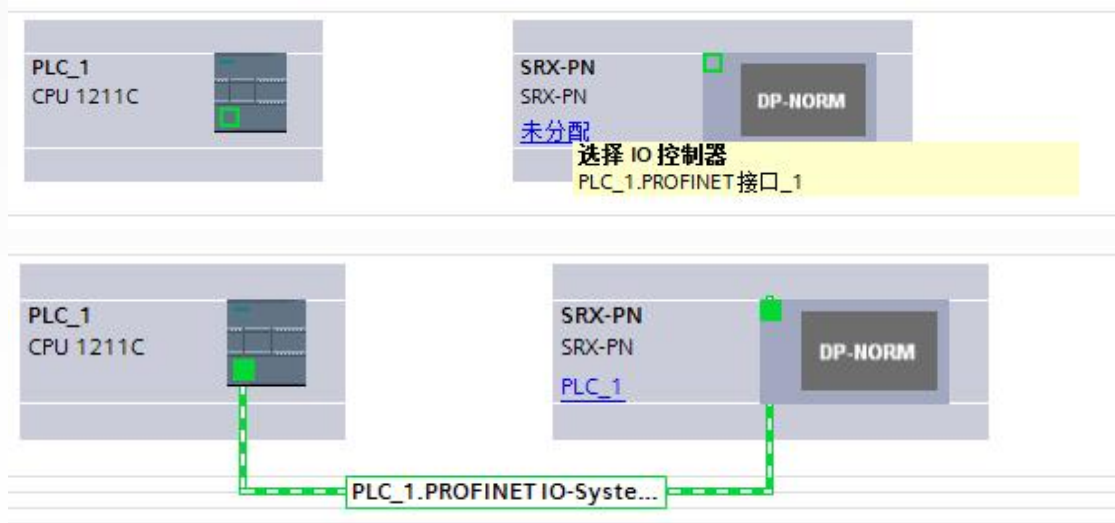 PLC_1
CPU 1211C
SRX-PN
SRX-PN
未分配
DP-NORM
选择 IO 控制器
PLC_1.PROFINET接口_1
PLC_1
CPU 1211C
SRX-PN
SRX-PN
PLC_1
DP-NORM
PLC_1.PROFINET IO-Syste...